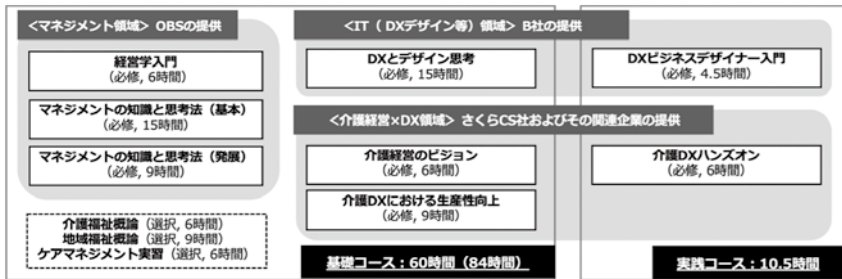 <マネジメント領域> OBSの提供
経営学入門
(必修, 6時間)
マネジメントの知識と思考法（基本）
(必修, 15時間)
マネジメントの知識と思考法（発展）
(必修, 9時間)
介護福祉概論（選択, 6時間）
地域福祉概論（選択, 9時間）
ケアマネジメント実習（選択, 6時間）
<IT（ DXデザイン等）領域> B社の提供
DXとデザイン思考
(必修, 15時間)
DXビジネスデザイナー入門
(必修, 4.5時間)
<介護経営×DX領域> さくらCS社およびその関連企業の提供
介護経営のビジョン
(必修, 6時間)
介護DXにおける生産性向上
(必修, 9時間)
介護DXハンズオン
(必修, 6時間)
基礎コース：60時間（84時間）
実践コース：10.5時間